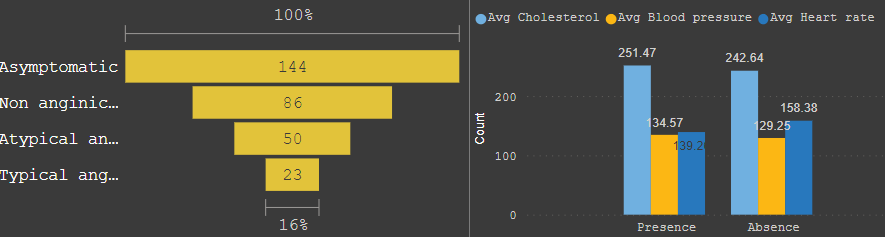 100%
Asymptomatic 144
Non anginic... 86
Atypical an... 50
Typical ang... 23
16%
Avg Cholesterol Avg Blood pressure Avg Heart rate
Count
200
100
0
251.47
134.57
139.2
242.64
129.25
158.38
Presence Absence